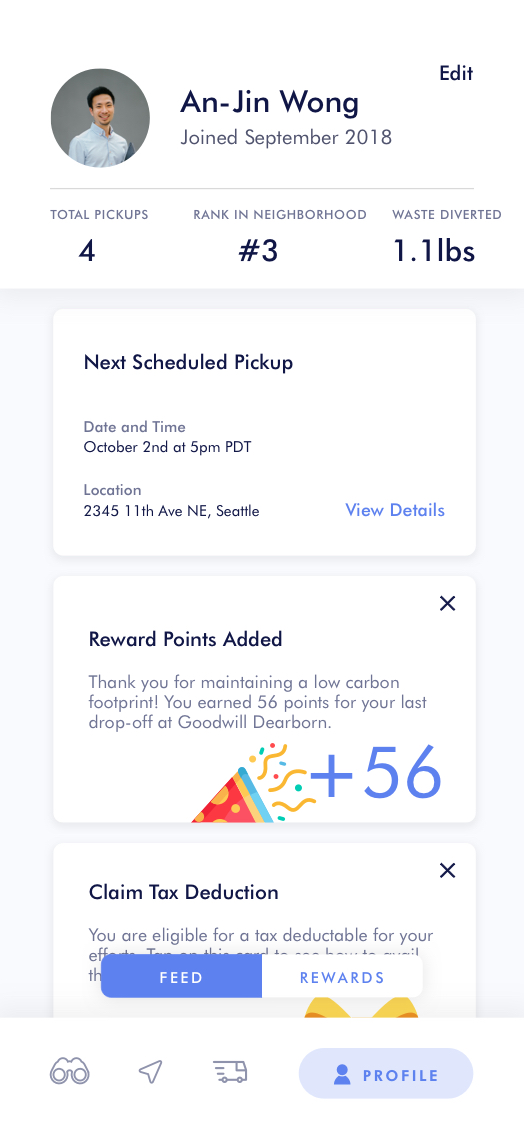 Edit
An-Jin Wong
Joined September 2018
TOTAL PICKUPS
RANK IN NEIGHBORHOOD
WASTE DIVERTED
4
#3
1.1lbs
Next Scheduled Pickup
Date and Time
October 2nd at 5pm PDT
Location
2345 11th Ave NE, Seattle
View Details
Reward Points Added
Thank you for maintaining a low carbon
footprint! You earned 56 points for your last
drop-off at Goodwill Dearborn.
+56
Claim Tax Deduction
You are eligible for a tax deductable for your
efforts. Tap on this card to see how to avail
FEED
REWARDS
PROFILE